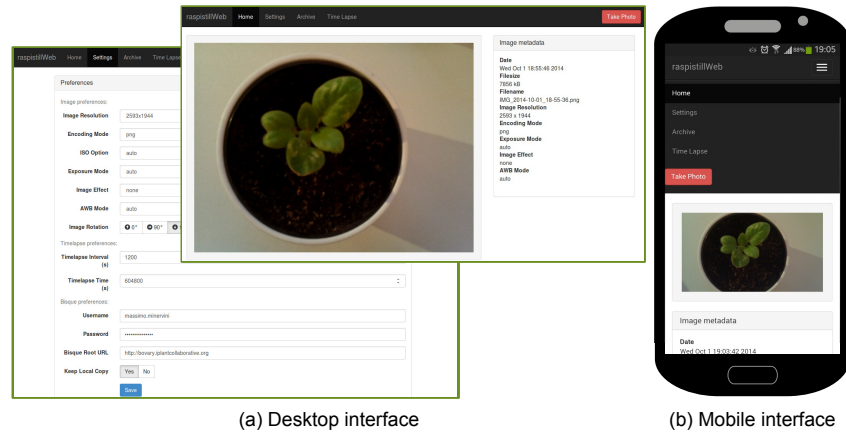 raspistillWeb Home Settings Archive Time Lapse Take Photo
Image metadata
Date
Wed Oct 1 18:55:46 2014
Filesize
7856 kB
Filename
IMG_2014-10-01_18-55-36.png
Image Resolution
2593 x 1944
Encoding Mode
png
Exposure Mode
auto
Image Effect
none
AWB Mode
auto
raspistillWeb Home Settings Archive Time Lapse
Preferences
Image preferences:
Image Resolution 2593x1944
Encoding Mode png
ISO Option auto
Exposure Mode auto
Image Effect none
AWB Mode auto
Image Rotation 0° 90°
Timelapse preferences:
Timelapse Interval 1200
(s)
Timelapse Time 604800
(s)
Bisque preferences:
Username massimo.minervini
Password ••••••••••••••
Bisque Root URL http://bovary.iplantcollaborative.org
Keep Local Copy Yes No
Save
88% 19:05
raspistillWeb
Home
Settings
Archive
Time Lapse
Take Photo
Image metadata
Date
Wed Oct 1 19:03:42 2014
(a) Desktop interface
(b) Mobile interface